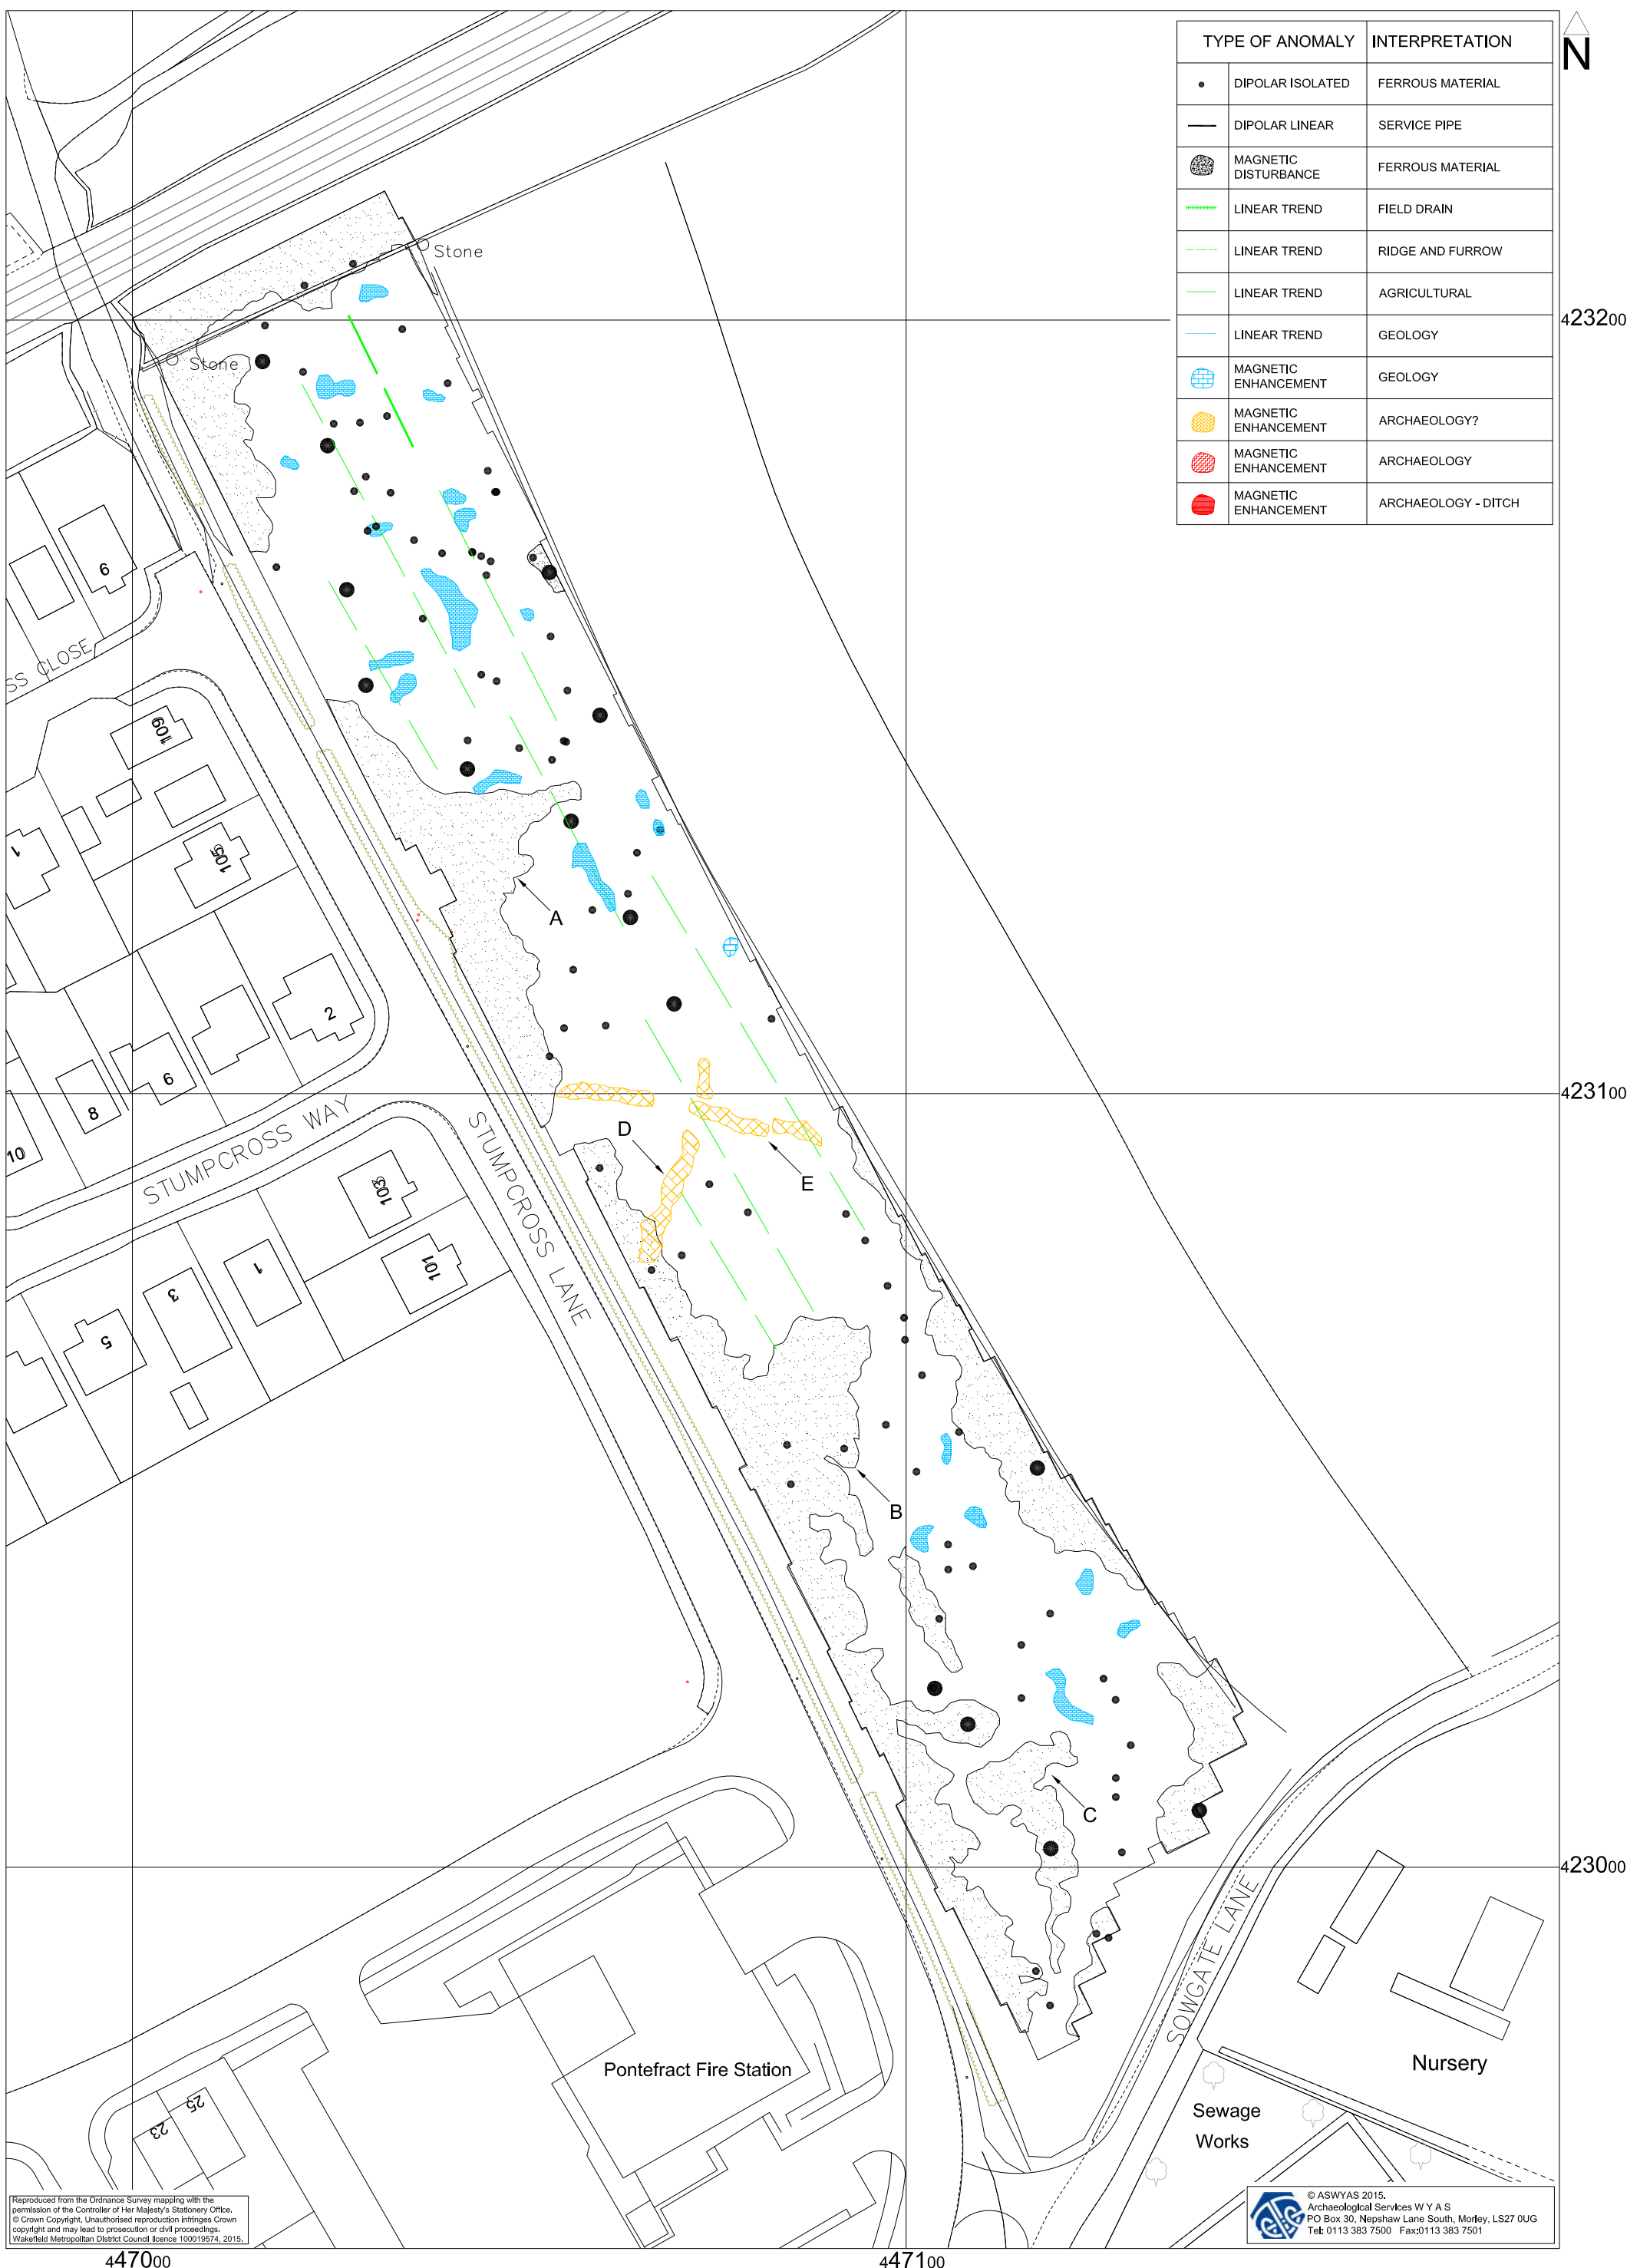 TYPE OF ANOMALY INTERPRETATION
DIPOLAR ISOLATED FERROUS MATERIAL
DIPOLAR LINEAR SERVICE PIPE
MAGNETIC
DISTURBANCE FERROUS MATERIAL
LINEAR TREND FIELD DRAIN
LINEAR TREND RIDGE AND FURROW
LINEAR TREND AGRICULTURAL
LINEAR TREND GEOLOGY
MAGNETIC
ENHANCEMENT GEOLOGY
MAGNETIC
ENHANCEMENT ARCHAEOLOGY?
MAGNETIC
ENHANCEMENT ARCHAEOLOGY
MAGNETIC
ENHANCEMENT ARCHAEOLOGY - DITCH
N
Stone
423200
Stone
6
SS CLOSE
109
1
105
A
2
6
8
10
STUMPCROSS WAY
STUMPCROSS LANE
423100
D
E
103
101
1
3
5
B
C
423000
SOWGATE LANE
Pontefract Fire Station
Nursery
Sewage
Works
25
23
Reproduced from the Ordnance Survey mapping with the
permission of the Controller of Her Majesty's Stationery Office.
© Crown Copyright. Unauthorised reproduction infringes Crown
copyright and may lead to prosecution or civil proceedings.
Wakefield Metropolitan District Council licence 100019574, 2015.
© ASWYAS 2015.
Archaeological Services W Y A S
PO Box 30, Nepshaw Lane South, Morley, LS27 0UG
Tel: 0113 383 7500 Fax:0113 383 7501
447000
447100